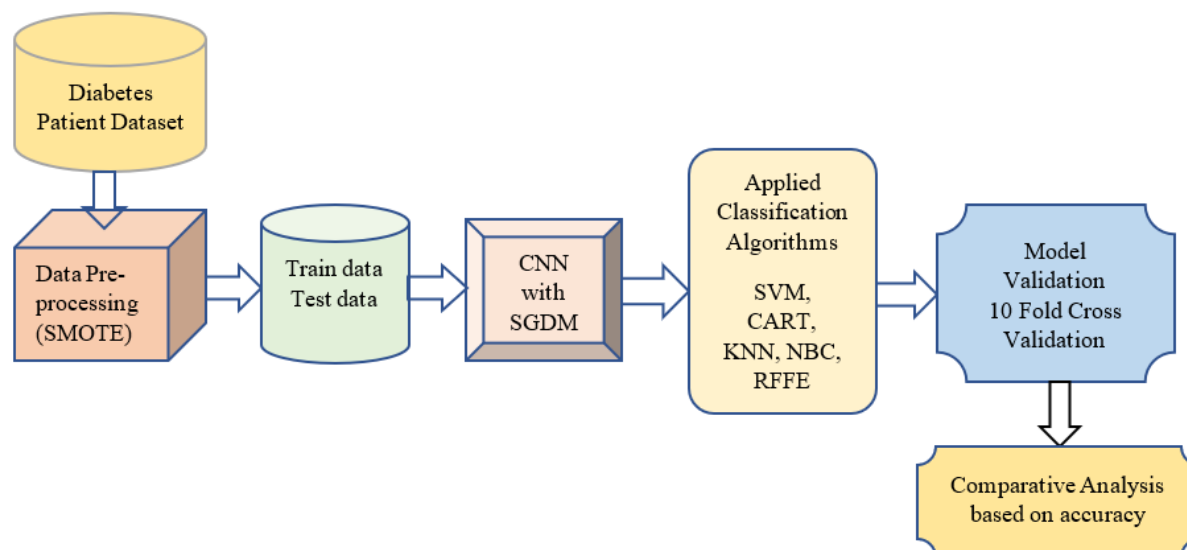 Diabetes
Patient Dataset
Data Pre-
processing
(SMOTE)
Train data
Test data
CNN
with
SGDM
Applied
Classification
Algorithms
SVM,
CART,
KNN, NBC,
RFFE
Model
Validation
10 Fold Cross
Validation
Comparative Analysis
based on accuracy